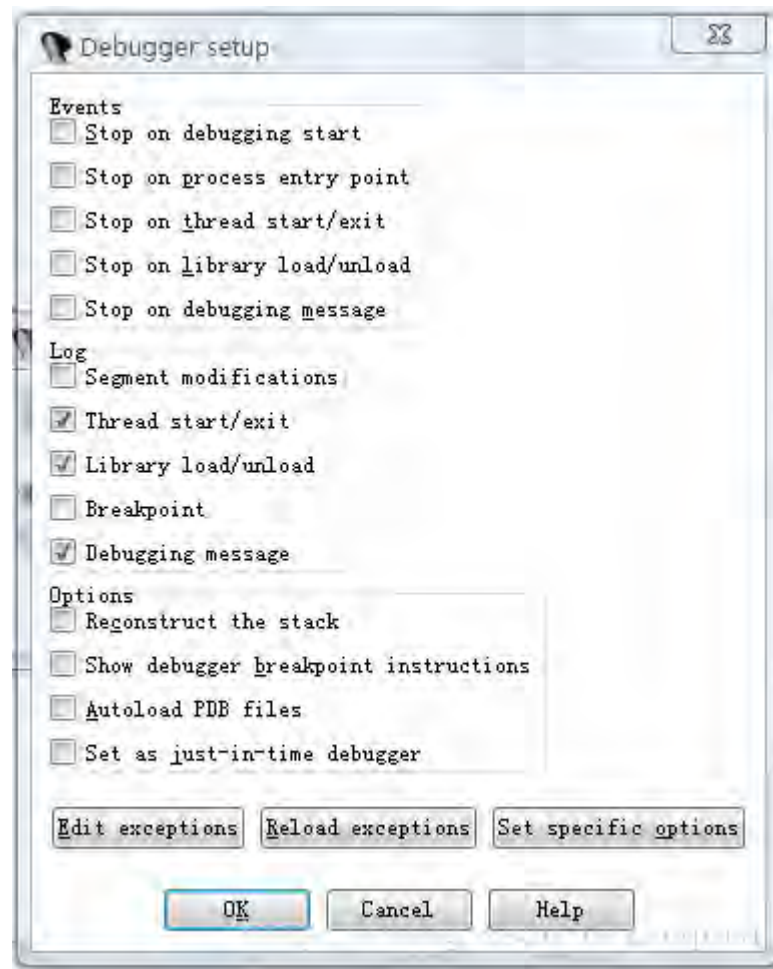 Debugger setup
Events
Stop on debugging start
Stop on process entry point
Stop on thread start/exit
Stop on library load/unload
Stop on debugging message
Log
Segment modifications
Thread start/exit
Library load/unload
Breakpoint
Debugging message
Options
Reconstruct the stack
Show debugger breakpoint instructions
Autoload PDB files
Set as just-in-time debugger
Edit exceptions Reload exceptions Set specific options
OK Cancel Help